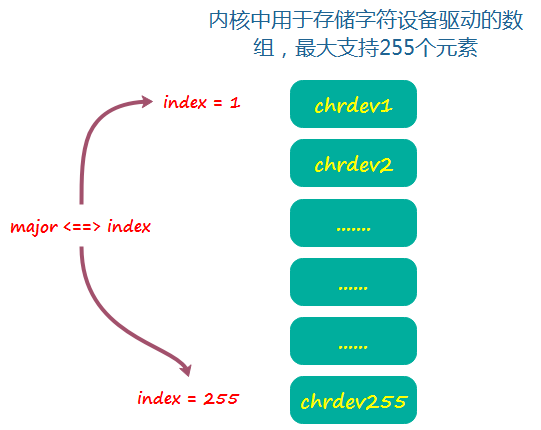 内核中用于存储字符设备驱动的数
组，最大支持255个元素
index = 1
chrdev1
chrdev2
major <==> index
.......
......
......
index = 255
chrdev255